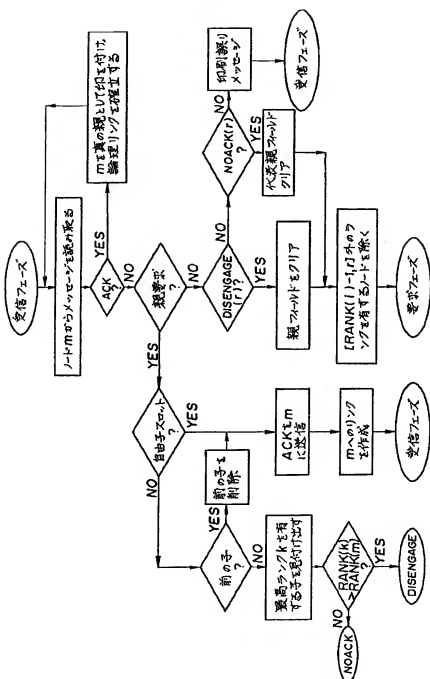 受信フェーズ
ノードmからメッセージを読み取る
ACK
?
YES
mを真の親として印を付け、
論理リンクを確立する
NO
親要求
?
YES
NO
自由子スロット
?
YES
NO
前の子
?
YES
前の子を
削除
NO
最高ランクkを有
する子を見付け出す
RANK(k)
>RANK(m)
?
NO
NOACK
YES
DISENGAGE
ACKをm
に送信
mへのリンク
を作成
受信フェーズ
DISENGAGE
(r)
?
YES
NO
親フィールドをクリア
[RANK(i)-1,r]外のラ
ンクを有するノードを除く
要求フェーズ
NOACK(r)
?
YES
代表親フィールド
クリア
NO
印刷誤り
メッセージ
受信フェーズ